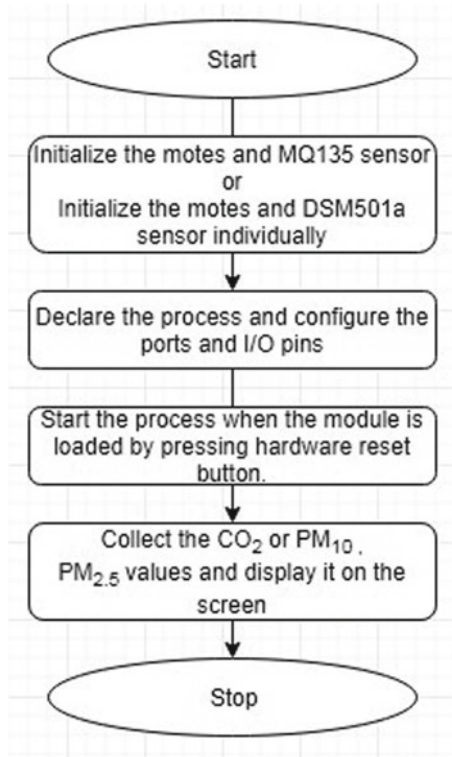 Start
Initialize the motes and MQ135 sensor
or
Initialize the motes and DSM501a
sensor individually
Declare the process and configure the
ports and I/O pins
Start the process when the module is
loaded by pressing hardware reset
button.
Collect the CO₂ or PM₁₀ ,
PM₂.₅ values and display it on the
screen
Stop